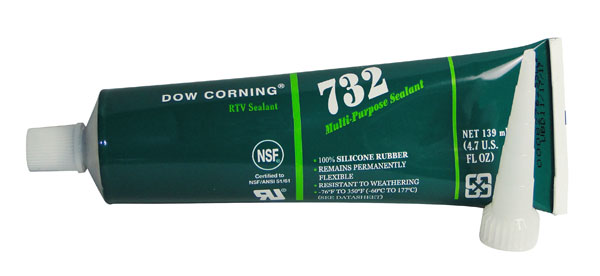 DOW CORNING®
RTV Sealant
732
Multi-Purpose Sealant
NSF
Certified to
NSF/ANSI 51/61
• 100% SILICONE RUBBER
• REMAINS PERMANENTLY
FLEXIBLE
• RESISTANT TO WEATHERING
• -76°F TO 350°F (-60°C TO 177°C)
(SEE DATASHEET)
NET 139 ml
(4.7 U.S.
FL OZ)